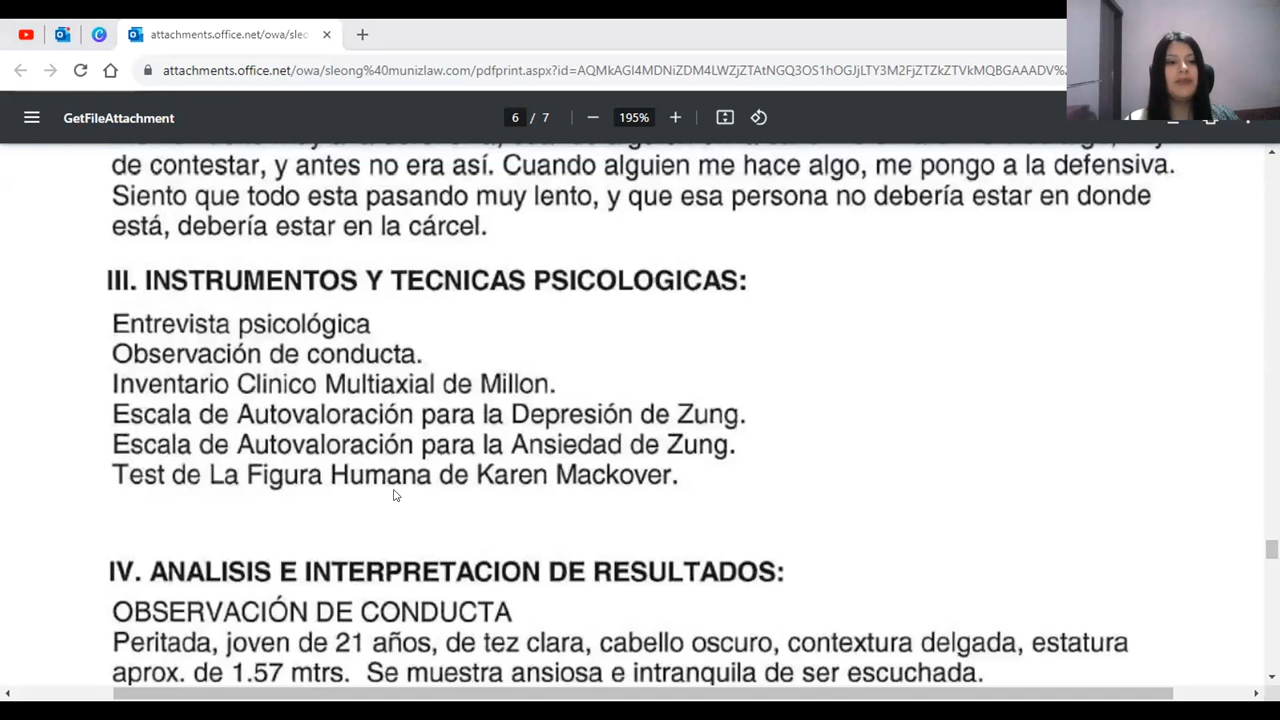 attachments.office.net/owa/sleo
attachments.office.net/owa/sleong%40munizlaw.com/pdfprint.aspx?id=AQMkAGI4MDNiZDM4LWZjZTAtNGQ3OS1hOGJjLTY3M2FjZTZkZTVkMQBGAAADV%
GetFileAttachment
6 / 7
195%
de contestar, y antes no era así. Cuando alguien me hace algo, me pongo a la defensiva.
Siento que todo esta pasando muy lento, y que esa persona no debería estar en donde
está, debería estar en la cárcel.
III. INSTRUMENTOS Y TECNICAS PSICOLOGICAS:
Entrevista psicológica
Observación de conducta.
Inventario Clinico Multiaxial de Millon.
Escala de Autovaloración para la Depresión de Zung.
Escala de Autovaloración para la Ansiedad de Zung.
Test de La Figura Humana de Karen Mackover.
IV. ANALISIS E INTERPRETACION DE RESULTADOS:
OBSERVACIÓN DE CONDUCTA
Peritada, joven de 21 años, de tez clara, cabello oscuro, contextura delgada, estatura
aprox. de 1.57 mtrs. Se muestra ansiosa e intranquila de ser escuchada.